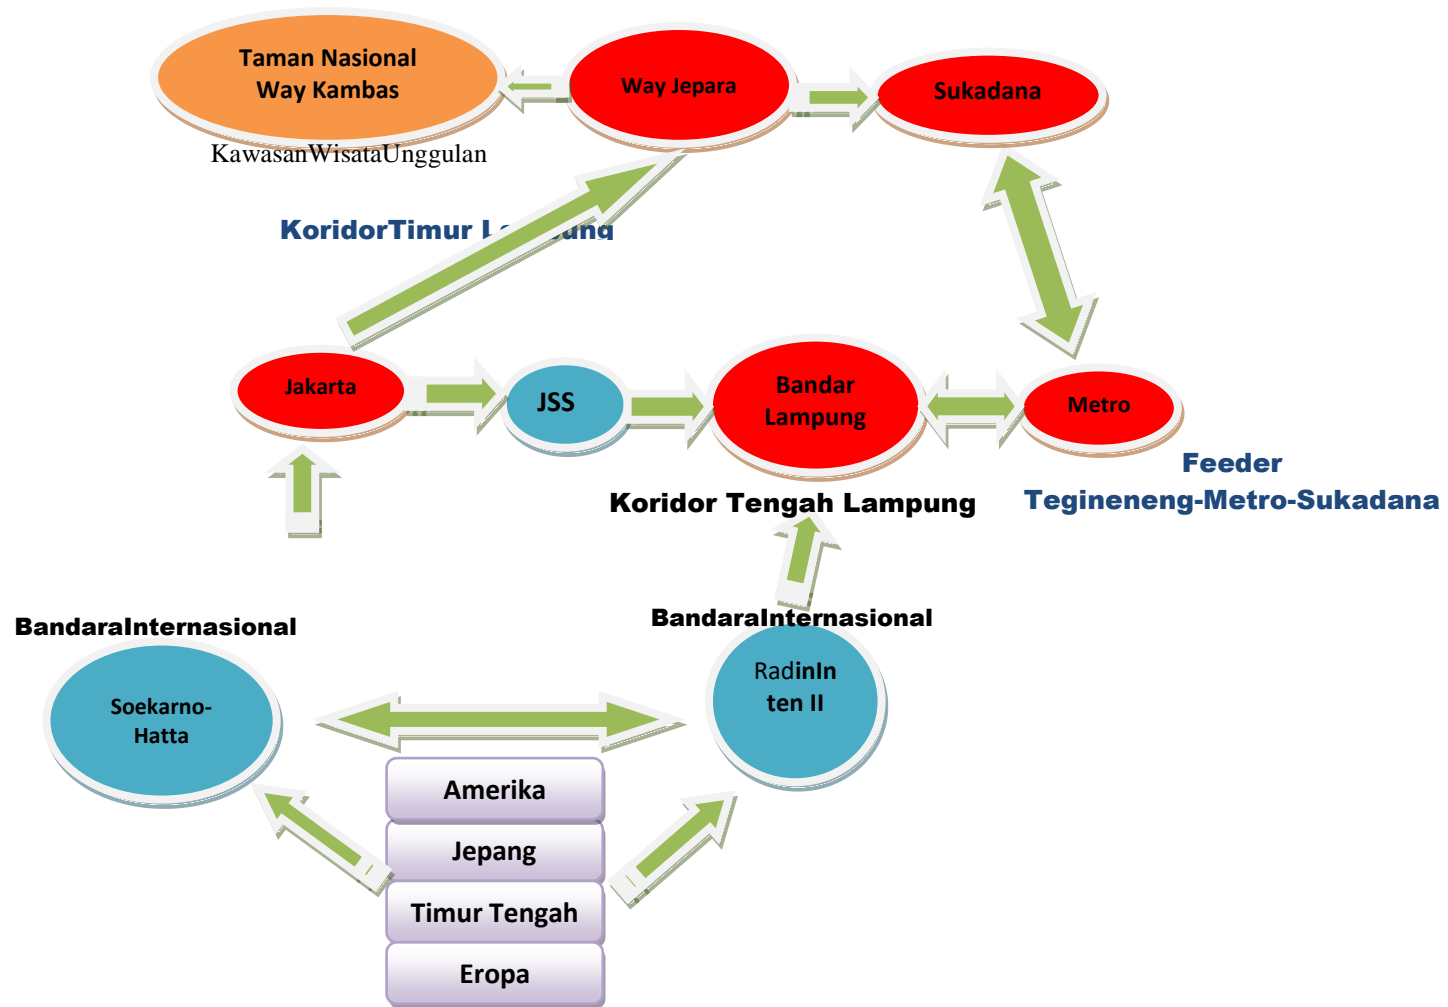 Taman Nasional
Way Kambas
Way Jepara
Sukadana
KawasanWisataUnggulan
KoridorTimur
Jakarta
JSS
Bandar
Lampung
Metro
Feeder
Tegineneng-Metro-Sukadana
Koridor Tengah Lampung
BandaraInternasional
BandaraInternasional
Soekarno-
Hatta
RadinIn
ten II
Amerika
Jepang
Timur Tengah
Eropa